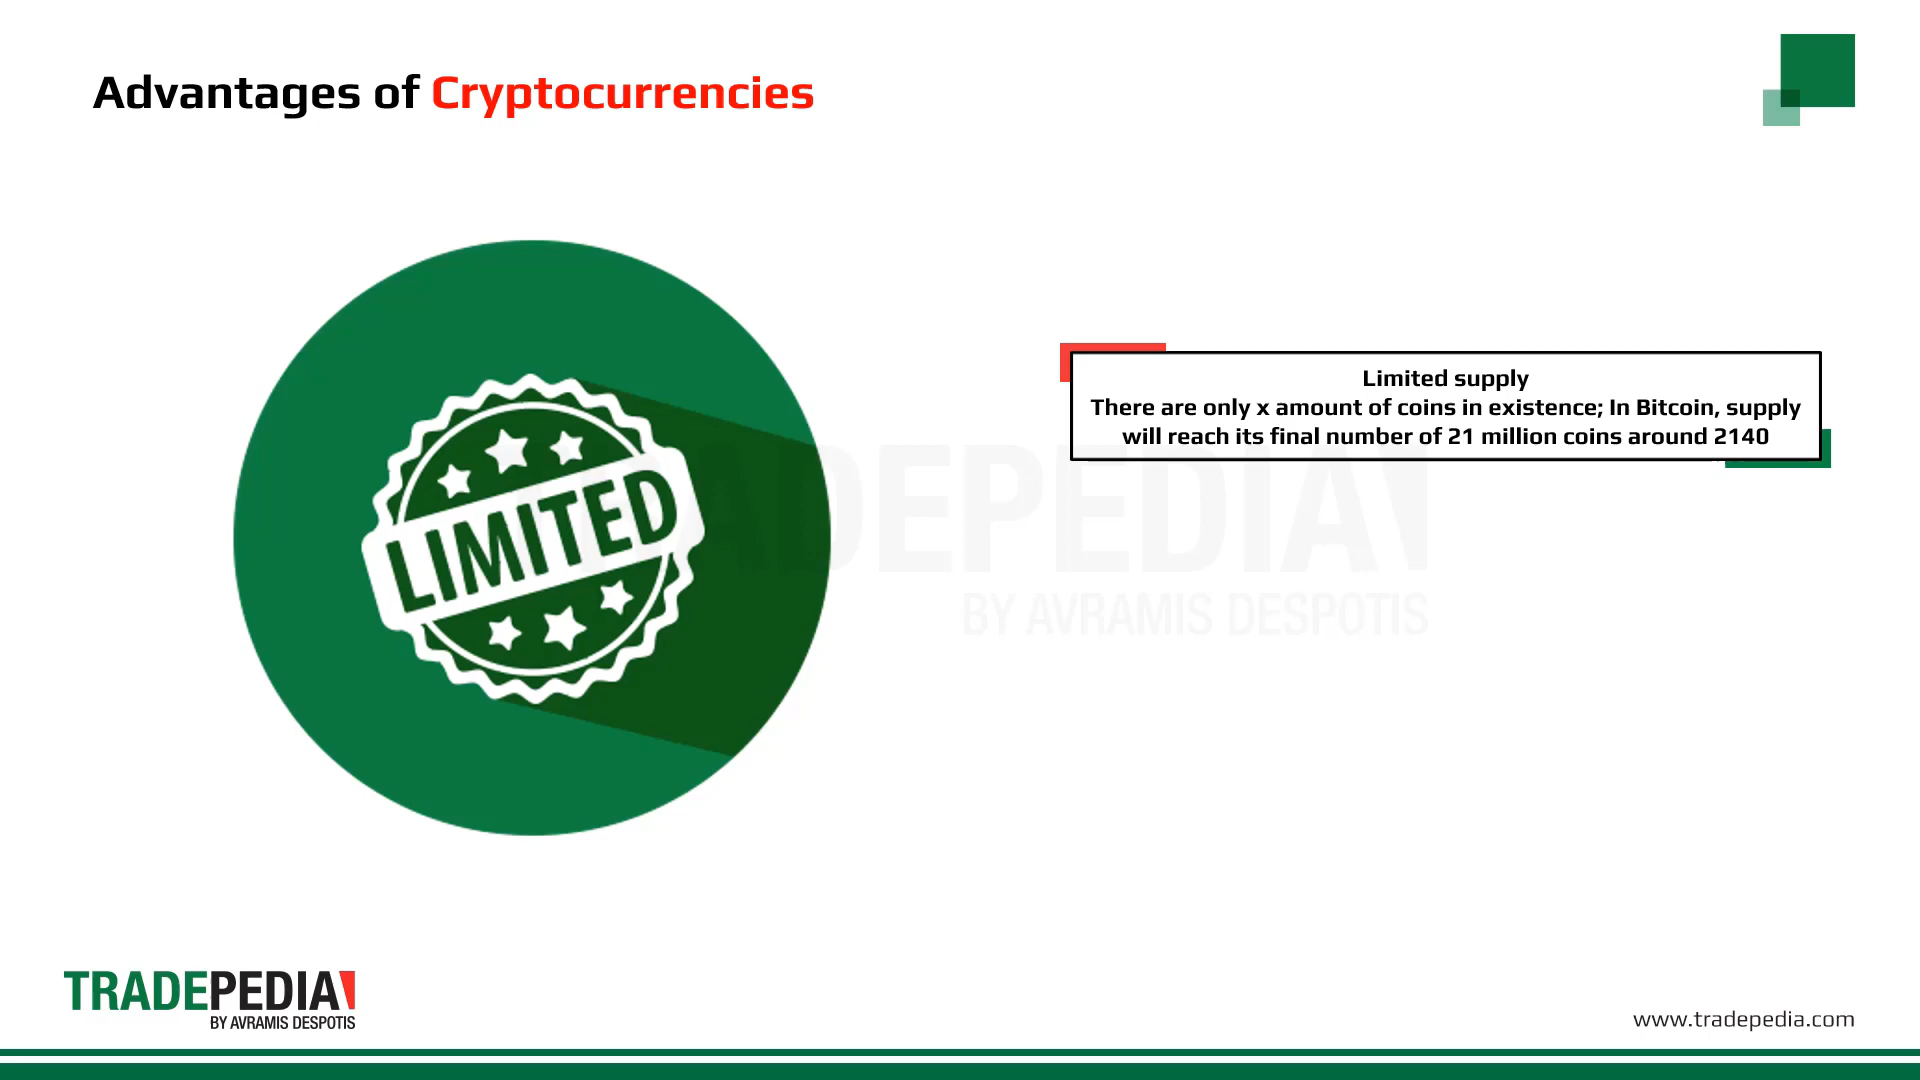 Advantages of Cryptocurrencies
LIMITED
Limited supply
There are only x amount of coins in existence; In Bitcoin, supply
will reach its final number of 21 million coins around 2140
TRADEPEDIA
BY AVRAMIS DESPOTIS
TRADEPEDIA
BY AVRAMIS DESPOTIS
www.tradepedia.com